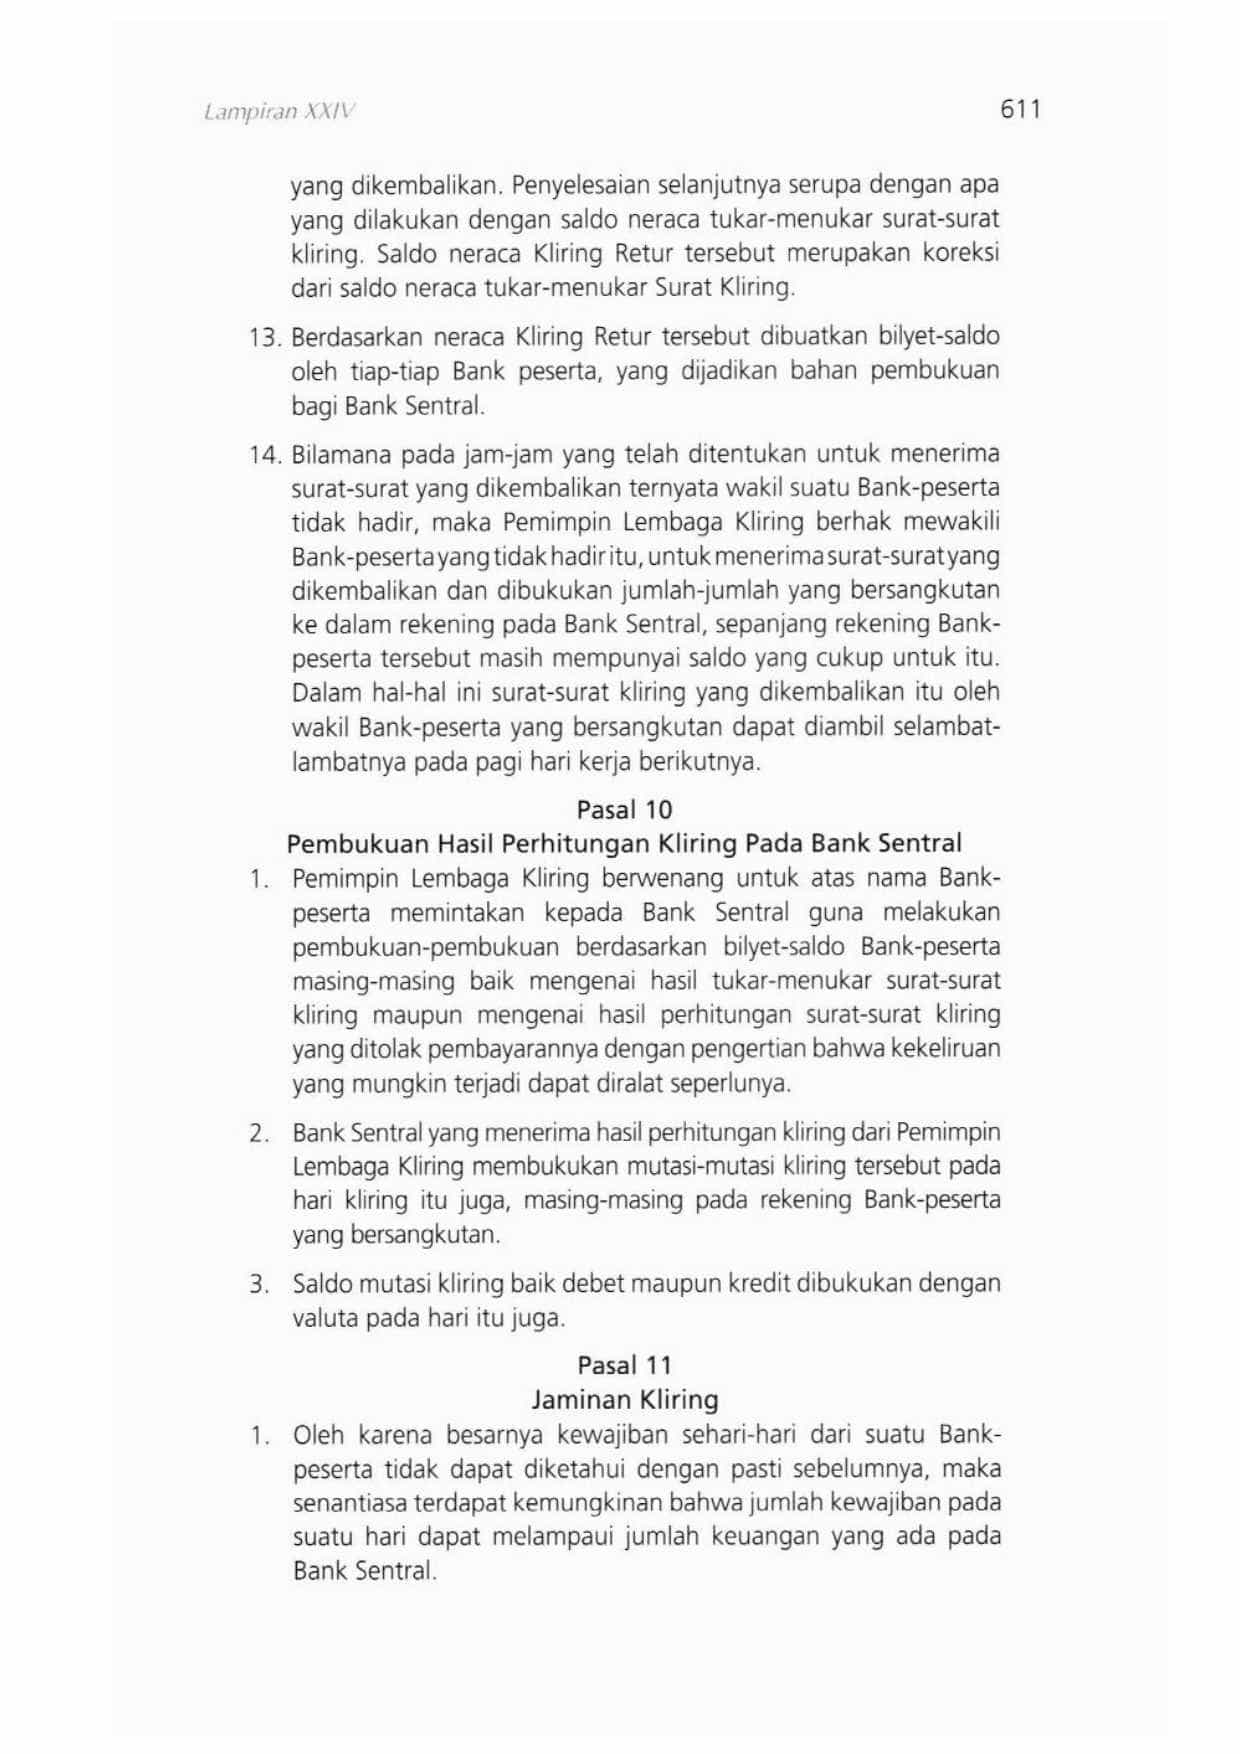 Lampiran XXIV
611
yang dikembalikan. Penyelesaian selanjutnya serupa dengan apa
yang dilakukan dengan saldo neraca tukar-menukar surat-surat
kliring. Saldo neraca Kliring Retur tersebut merupakan koreksi
dari saldo neraca tukar-menukar Surat Kliring.
13. Berdasarkan neraca Kliring Retur tersebut dibuatkan bilyet-saldo
oleh tiap-tiap Bank peserta, yang dijadikan bahan pembukuan
bagi Bank Sentral.
14. Bilamana pada jam-jam yang telah ditentukan untuk menerima
surat-surat yang dikembalikan ternyata wakil suatu Bank-peserta
tidak hadir, maka Pemimpin Lembaga Kliring berhak mewakili
Bank-peserta yang tidak hadir itu, untuk menerima surat-surat yang
dikembalikan dan dibukukan jumlah-jumlah yang bersangkutan
ke dalam rekening pada Bank Sentral, sepanjang rekening Bank-
peserta tersebut masih mempunyai saldo yang cukup untuk itu.
Dalam hal-hal ini surat-surat kliring yang dikembalikan itu oleh
wakil Bank-peserta yang bersangkutan dapat diambil selambat-
lambatnya pada pagi hari kerja berikutnya.
Pasal 10
Pembukuan Hasil Perhitungan Kliring Pada Bank Sentral
1. Pemimpin Lembaga Kliring berwenang untuk atas nama Bank-
peserta memintakan kepada Bank Sentral guna melakukan
pembukuan-pembukuan berdasarkan bilyet-saldo Bank-peserta
masing-masing baik mengenai hasil tukar-menukar surat-surat
kliring maupun mengenai hasil perhitungan surat-surat kliring
yang ditolak pembayarannya dengan pengertian bahwa kekeliruan
yang mungkin terjadi dapat diralat seperlunya.
2. Bank Sentral yang menerima hasil perhitungan kliring dari Pemimpin
Lembaga Kliring membukukan mutasi-mutasi kliring tersebut pada
hari kliring itu juga, masing-masing pada rekening Bank-peserta
yang bersangkutan.
3. Saldo mutasi kliring baik debet maupun kredit dibukukan dengan
valuta pada hari itu juga.
Pasal 11
Jaminan Kliring
1. Oleh karena besarnya kewajiban sehari-hari dari suatu Bank-
peserta tidak dapat diketahui dengan pasti sebelumnya, maka
senantiasa terdapat kemungkinan bahwa jumlah kewajiban pada
suatu hari dapat melampaui jumlah keuangan yang ada pada
Bank Sentral.